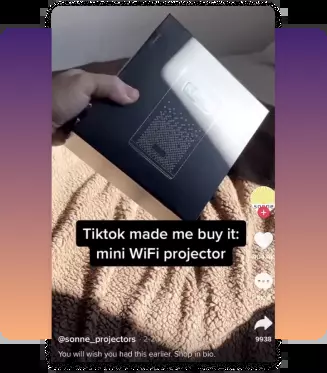 Tiktok made me buy it:
mini WiFi projector
@sonne_projectors
9938
You will wish you had this earlier. Shop in bio.